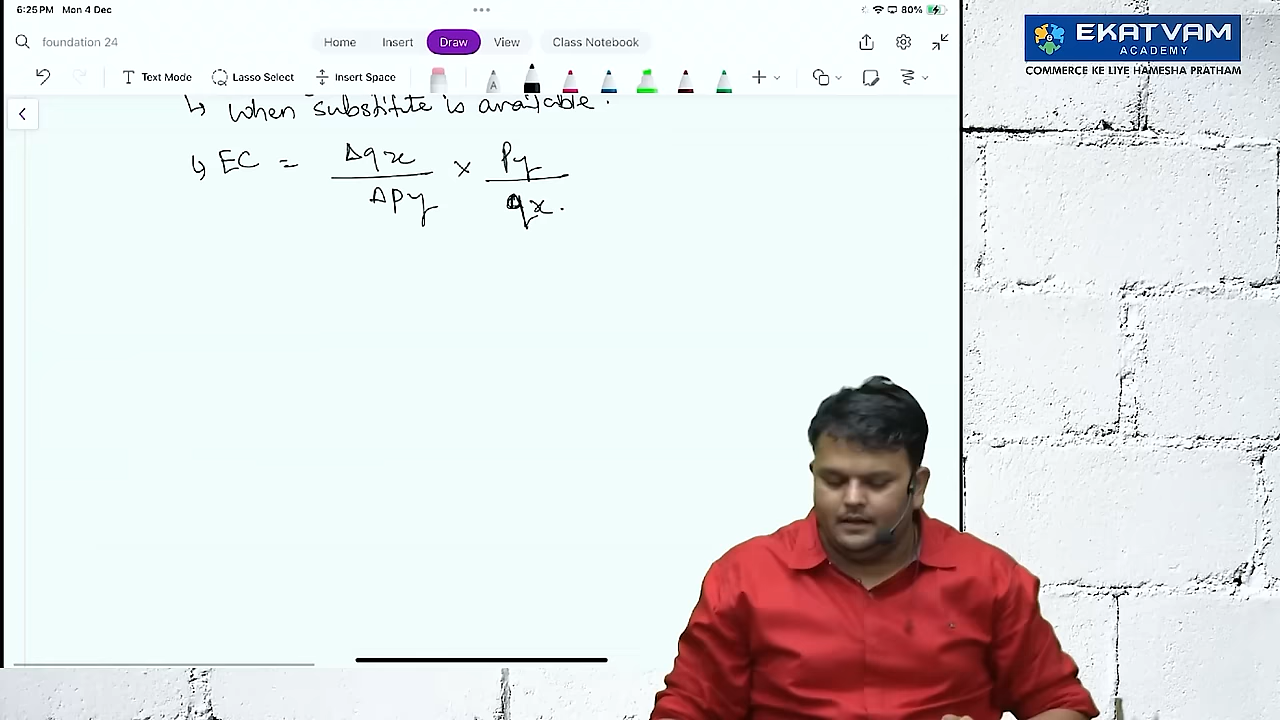 6:25 PM Mon 4 Dec
80%
foundation 24
Home Insert Draw View Class Notebook
Text Mode Lasso Select Insert Space
EKATVAM
ACADEMY
COMMERCE KE LIYE HAMESHA PRATHAM
↳ when substitute is available.
↳ EC = Δqx / Δpy × Py / qx.